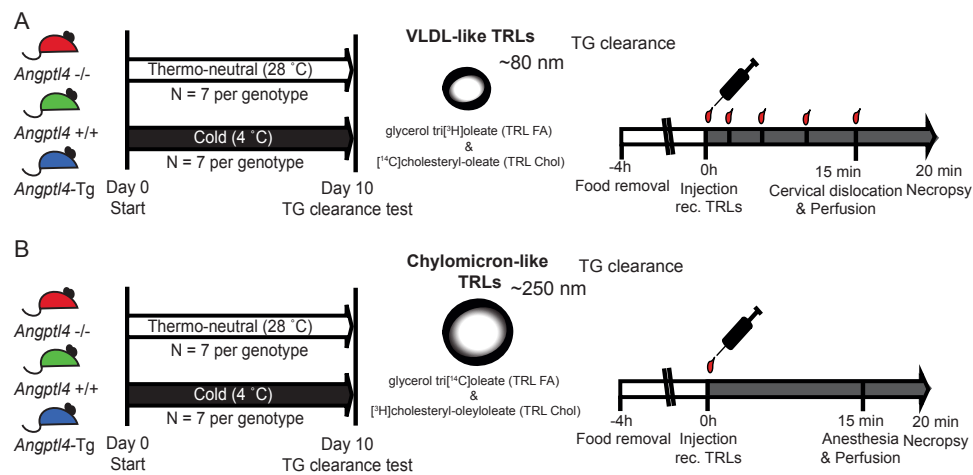 A
VLDL-like TRLs
~80 nm
TG clearance
Angptl4 -/-
Thermo-neutral (28 ˚C)
N = 7 per genotype
Angptl4 +/+
Cold (4 ˚C)
N = 7 per genotype
Angptl4-Tg
Day 0
Start
Day 10
TG clearance test
glycerol tri[³H]oleate (TRL FA)
&
[¹⁴C]cholesteryl-oleate (TRL Chol)
-4h
Food removal
0h
Injection
rec. TRLs
15 min
Cervical dislocation
& Perfusion
20 min
Necropsy
B
Chylomicron-like
TRLs
~250 nm
TG clearance
Angptl4 -/-
Thermo-neutral (28 ˚C)
N = 7 per genotype
Angptl4 +/+
Cold (4 ˚C)
N = 7 per genotype
Angptl4-Tg
Day 0
Start
Day 10
TG clearance test
glycerol tri[¹⁴C]oleate (TRL FA)
&
[³H]cholesteryl-oleyloleate (TRL Chol)
-4h
Food removal
0h
Injection
rec. TRLs
15 min
Anesthesia
& Perfusion
20 min
Necropsy